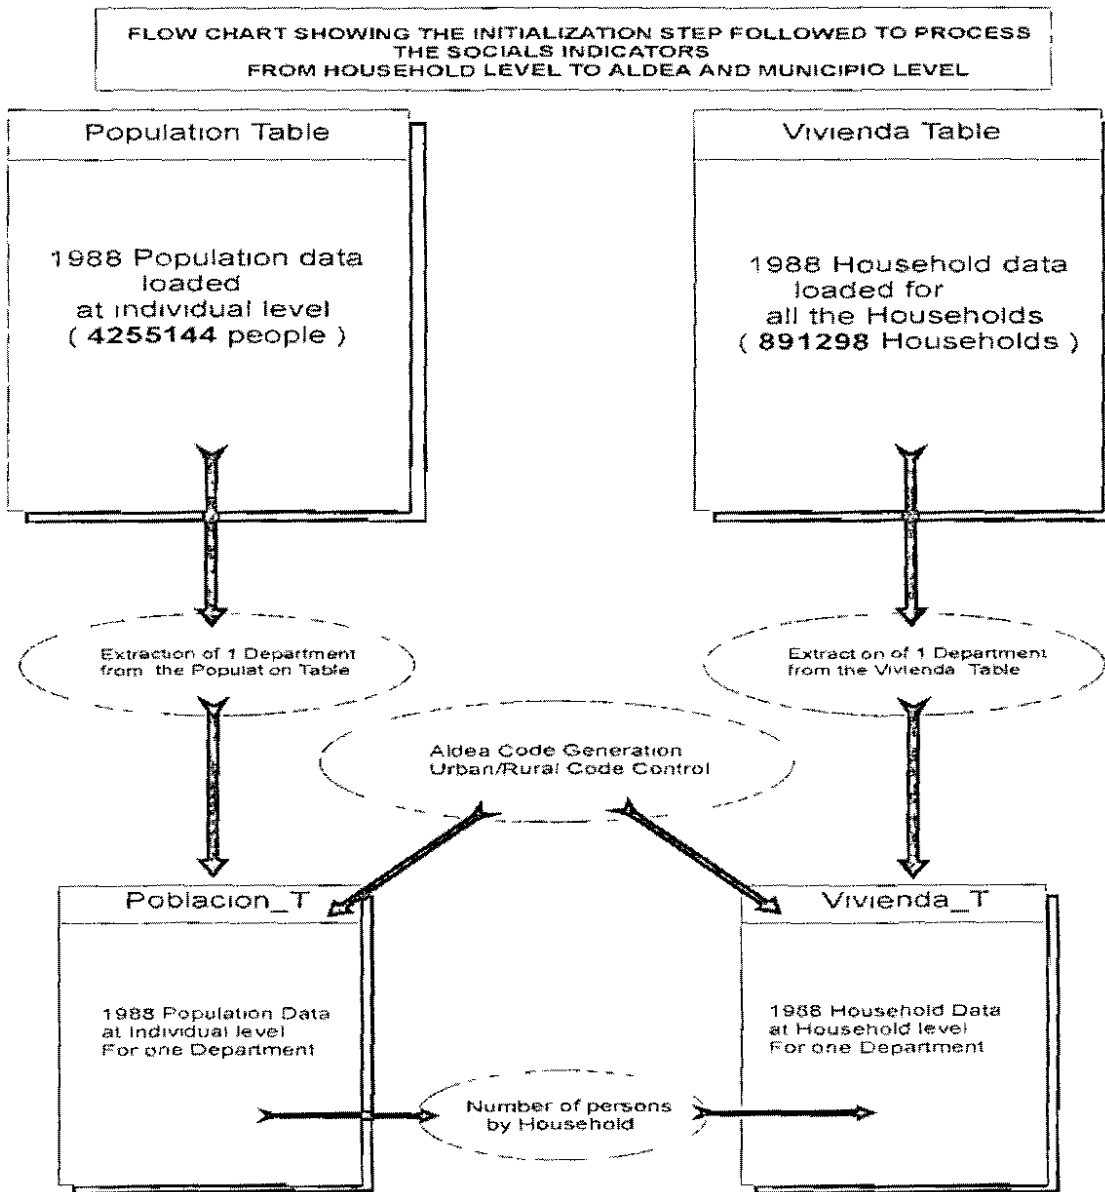 FLOW CHART SHOWING THE INITIALIZATION STEP FOLLOWED TO PROCESS
THE SOCIALS INDICATORS
FROM HOUSEHOLD LEVEL TO ALDEA AND MUNICIPIO LEVEL
Population Table
1988 Population data
loaded
at individual level
( 4255144 people )
Vivienda Table
1988 Household data
loaded for
all the Households
( 891298 Households )
Extraction of 1 Department
from the Population Table
Extraction of 1 Department
from the Vivienda Table
Aldea Code Generation
Urban/Rural Code Control
Poblacion_T
1988 Population Data
at Individual level
For one Department
Vivienda_T
1988 Household Data
at Household level
For one Department
Number of persons
by Household